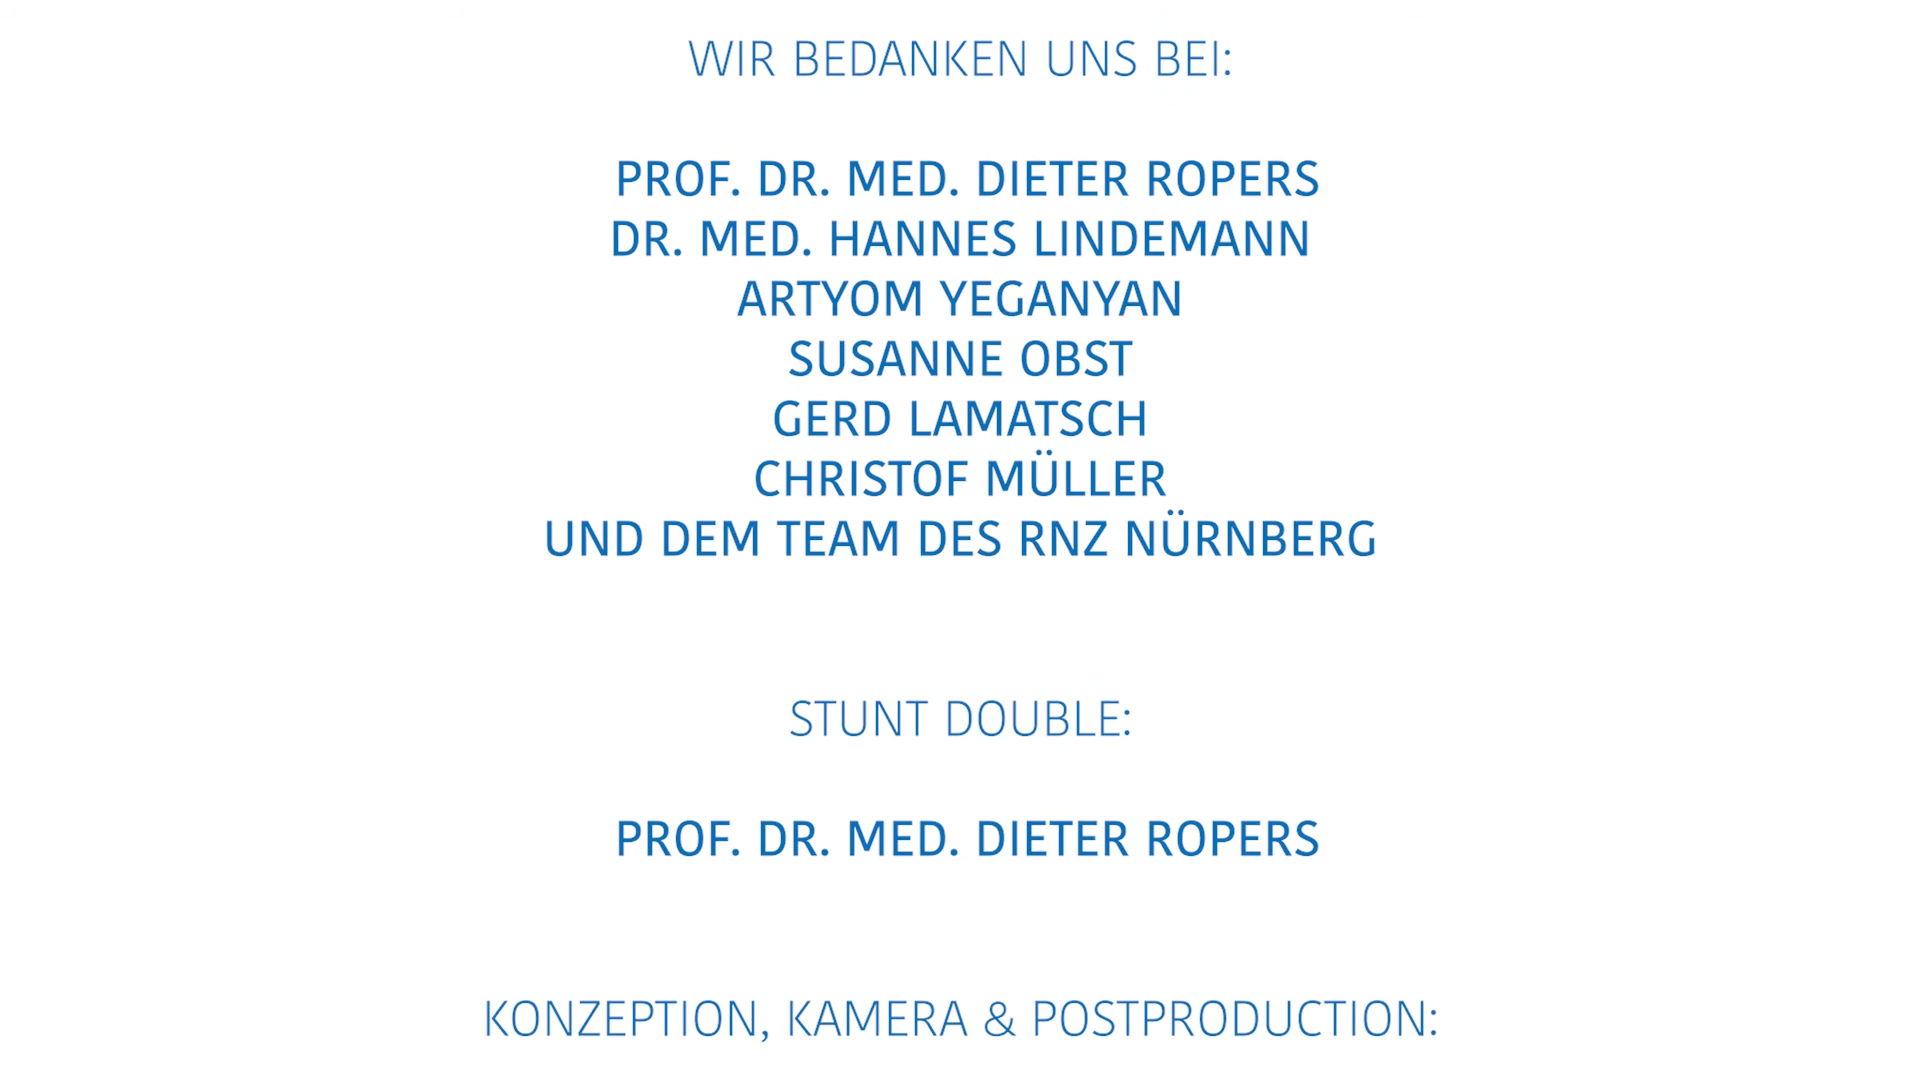 WIR BEDANKEN UNS BEI:
PROF. DR. MED. DIETER ROPERS
DR. MED. HANNES LINDEMANN
ARTYOM YEGANYAN
SUSANNE OBST
GERD LAMATSCH
CHRISTOF MÜLLER
UND DEM TEAM DES RNZ NÜRNBERG
STUNT DOUBLE:
PROF. DR. MED. DIETER ROPERS
KONZEPTION, KAMERA & POSTPRODUCTION: